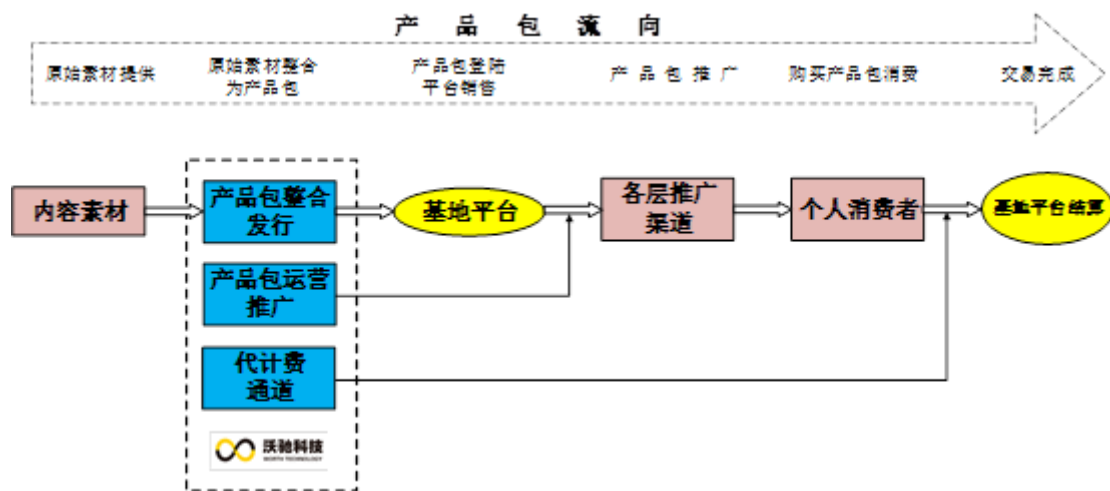 产品包流向
原始素材提供
原始素材整合
为产品包
产品包登陆
平台销售
产品包推广
购买产品包消费
交易完成
内容素材
产品包整合
发行
基地平台
各层推广
渠道
个人消费者
基地平台结算
产品包运营
推广
代计费
通道
沃驰科技
WORTH TECHNOLOGY